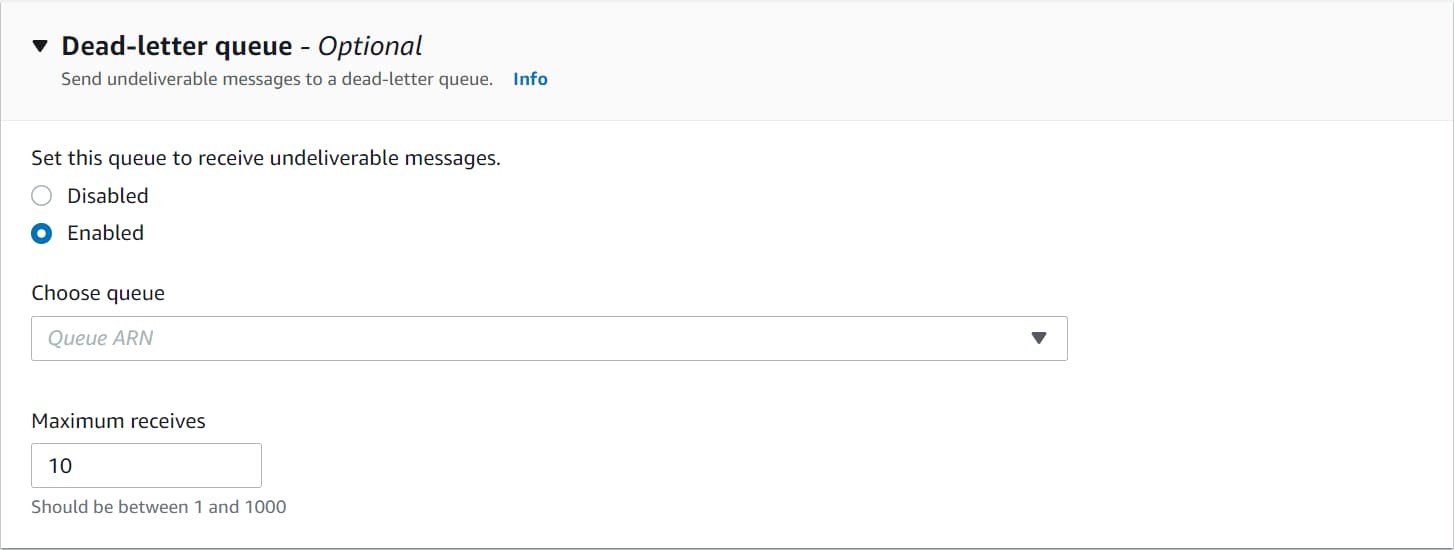 Dead-letter queue - Optional
Send undeliverable messages to a dead-letter queue. Info
Set this queue to receive undeliverable messages.
Disabled
Enabled
Choose queue
Queue ARN
Maximum receives
10
Should be between 1 and 1000